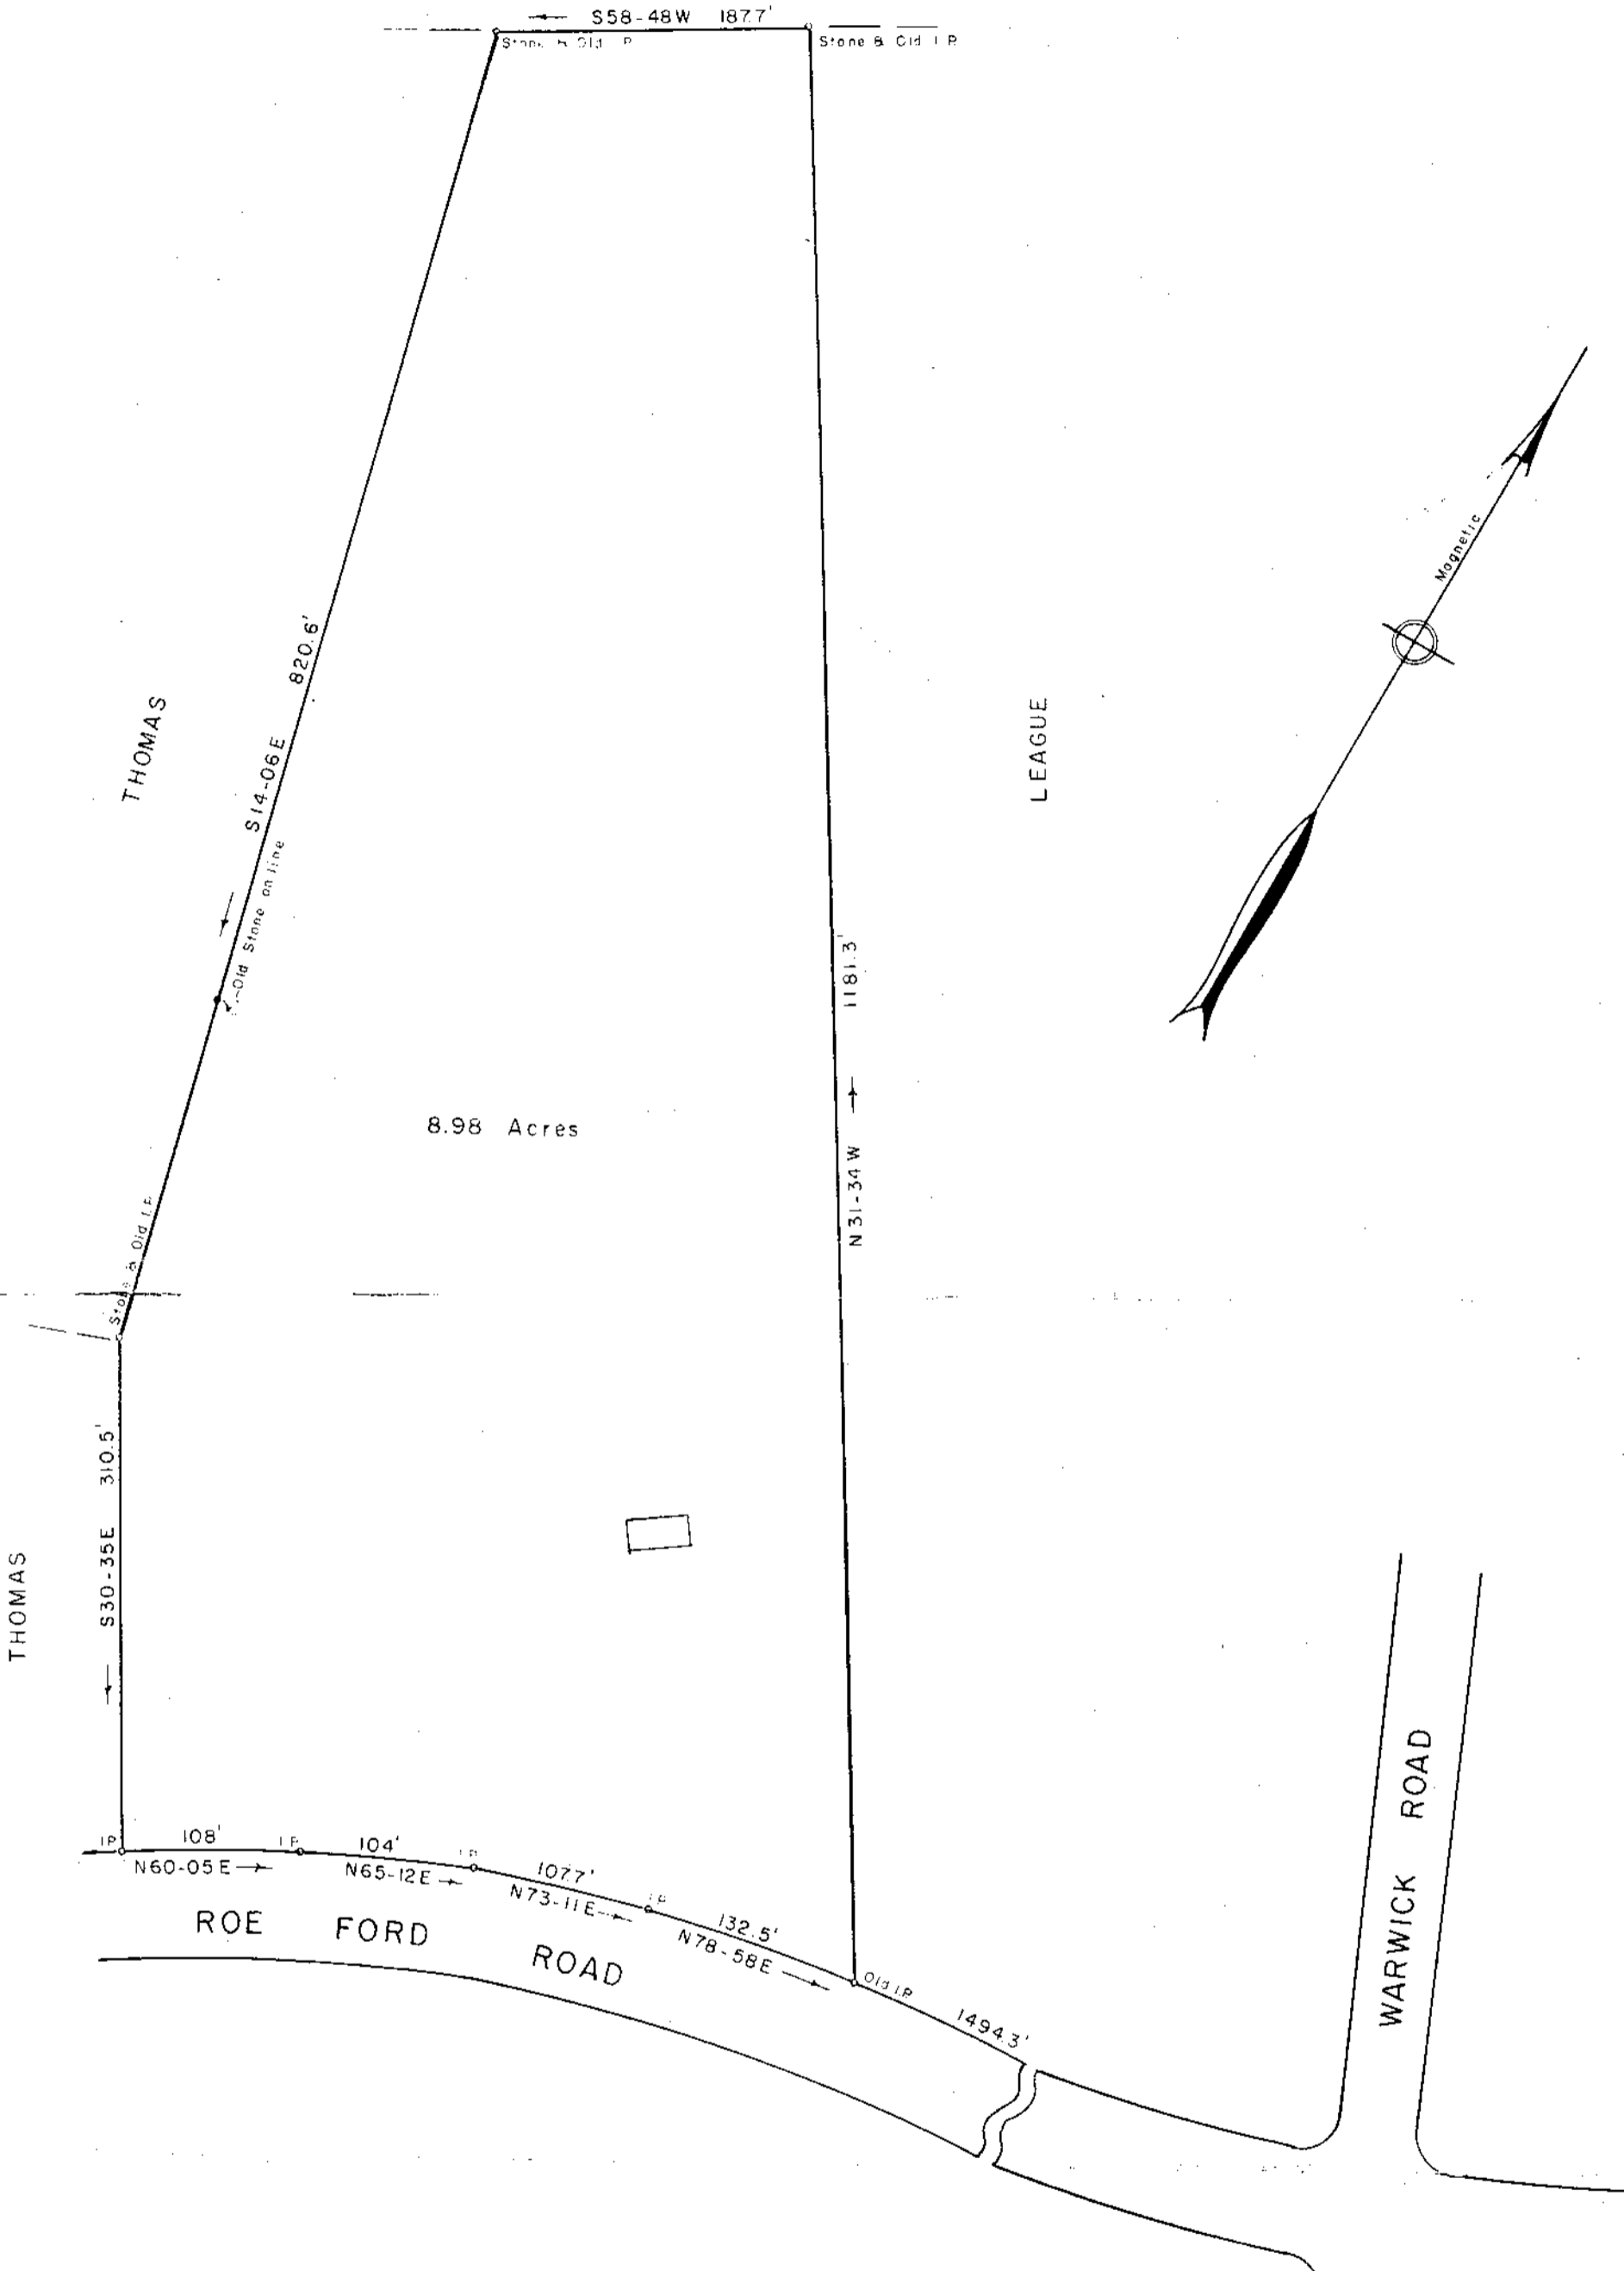 S58-48W 187.7'
Stone & Old I.P.
Stone & Old I.P.
THOMAS
S14-06E 820.6'
Old Stone on line
LEAGUE
Magnetic
N31-34W 1181.3'
8.98 Acres
Stone & Old I.P.
THOMAS
S30-35E 310.5'
I.P.
108'
N60-05E
I.P.
104'
N65-12E
I.P.
107.7'
N73-11E
I.P.
132.5'
N78-58E
Old I.P.
1494.3'
ROE FORD ROAD
WARWICK ROAD